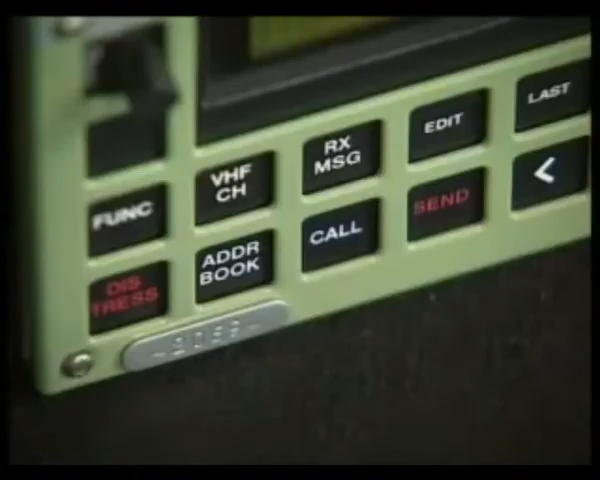 FUNC
VHF
CH
RX
MSG
EDIT
LAST
DIS
TRESS
ADDR
BOOK
CALL
SEND
<